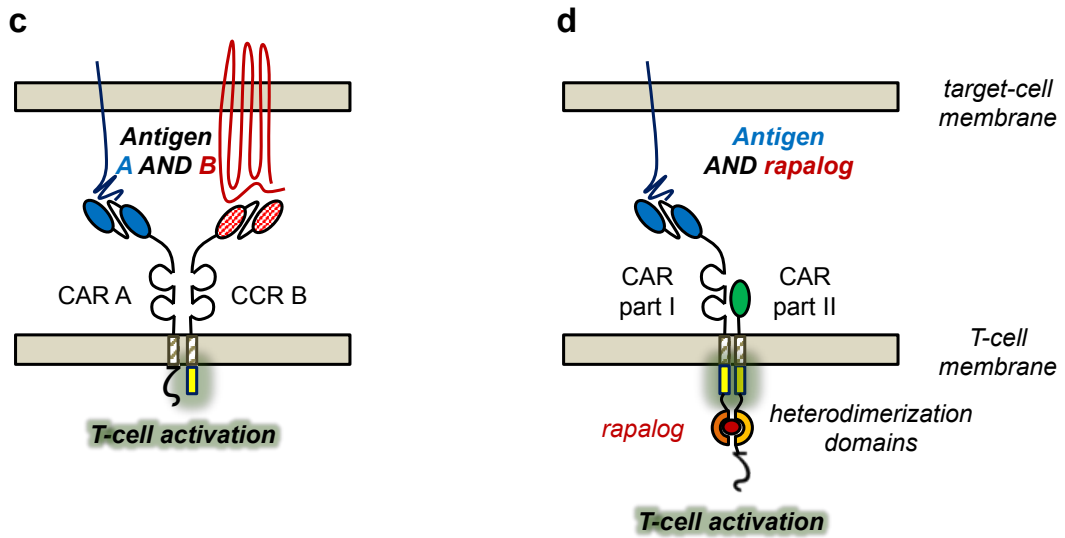 c
Antigen
A AND B
CAR A
CCR B
T-cell activation
d
target-cell
membrane
Antigen
AND rapalog
CAR
part I
CAR
part II
T-cell
membrane
rapalog
heterodimerization
domains
T-cell activation